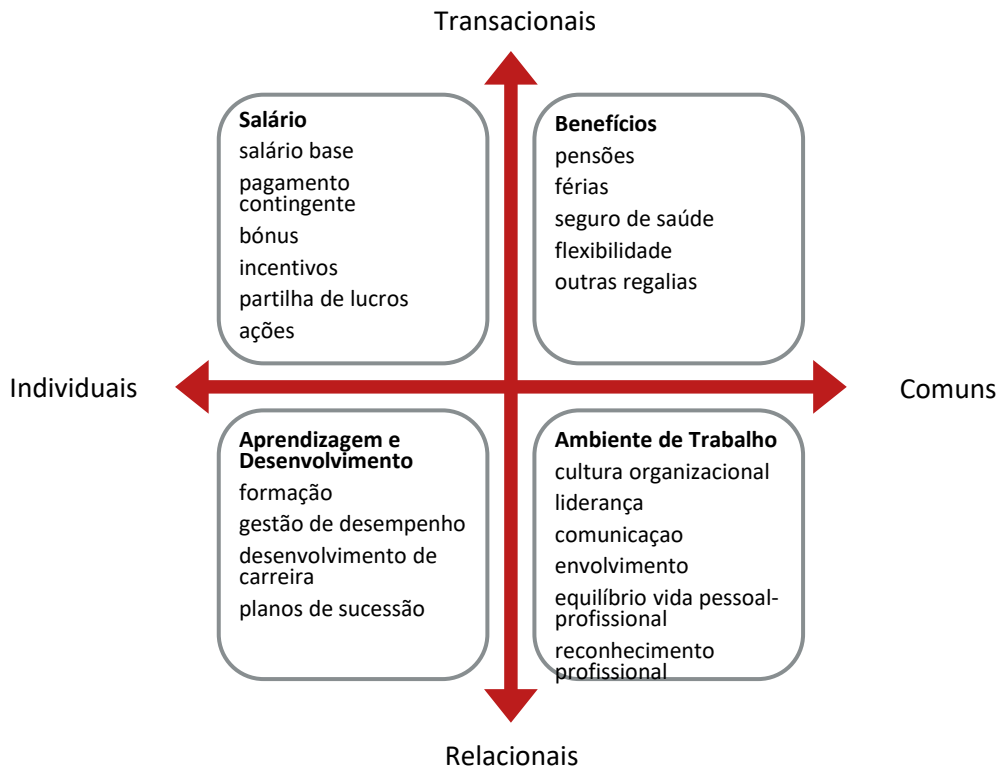 Transacionais
Salário
salário base
pagamento
contingente
bónus
incentivos
partilha de lucros
ações
Benefícios
pensões
férias
seguro de saúde
flexibilidade
outras regalias
Individuais
Comuns
Aprendizagem e
Desenvolvimento
formação
gestão de desempenho
desenvolvimento de
carreira
planos de sucessão
Ambiente de Trabalho
cultura organizacional
liderança
comunicaçao
envolvimento
equilíbrio vida pessoal-
profissional
reconhecimento
profissional
Relacionais